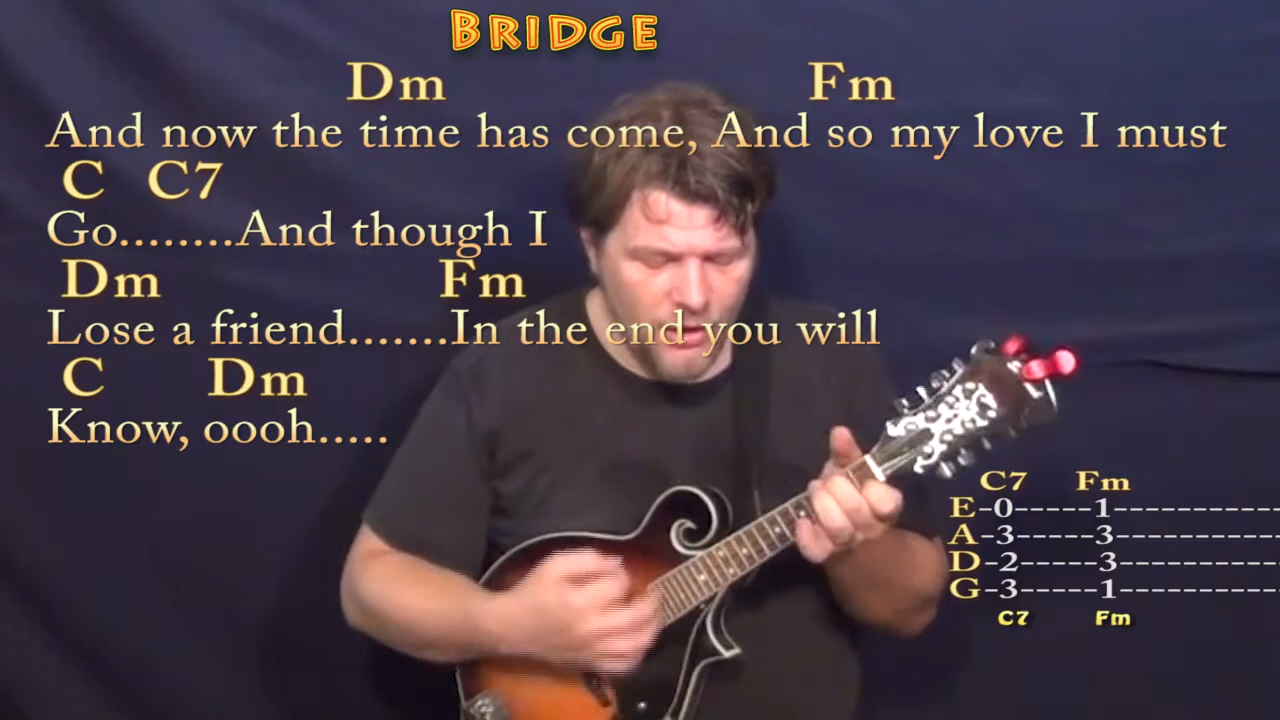 BRIDGE
Dm Fm
And now the time has come, And so my love I must
C C7
Go........And though I
Dm Fm
Lose a friend.......In the end you will
C Dm
Know, oooh.....
C7 Fm
E-0-----1-----------
A-3-----3-----------
D-2-----3-----------
G-3-----1-----------
C7 Fm